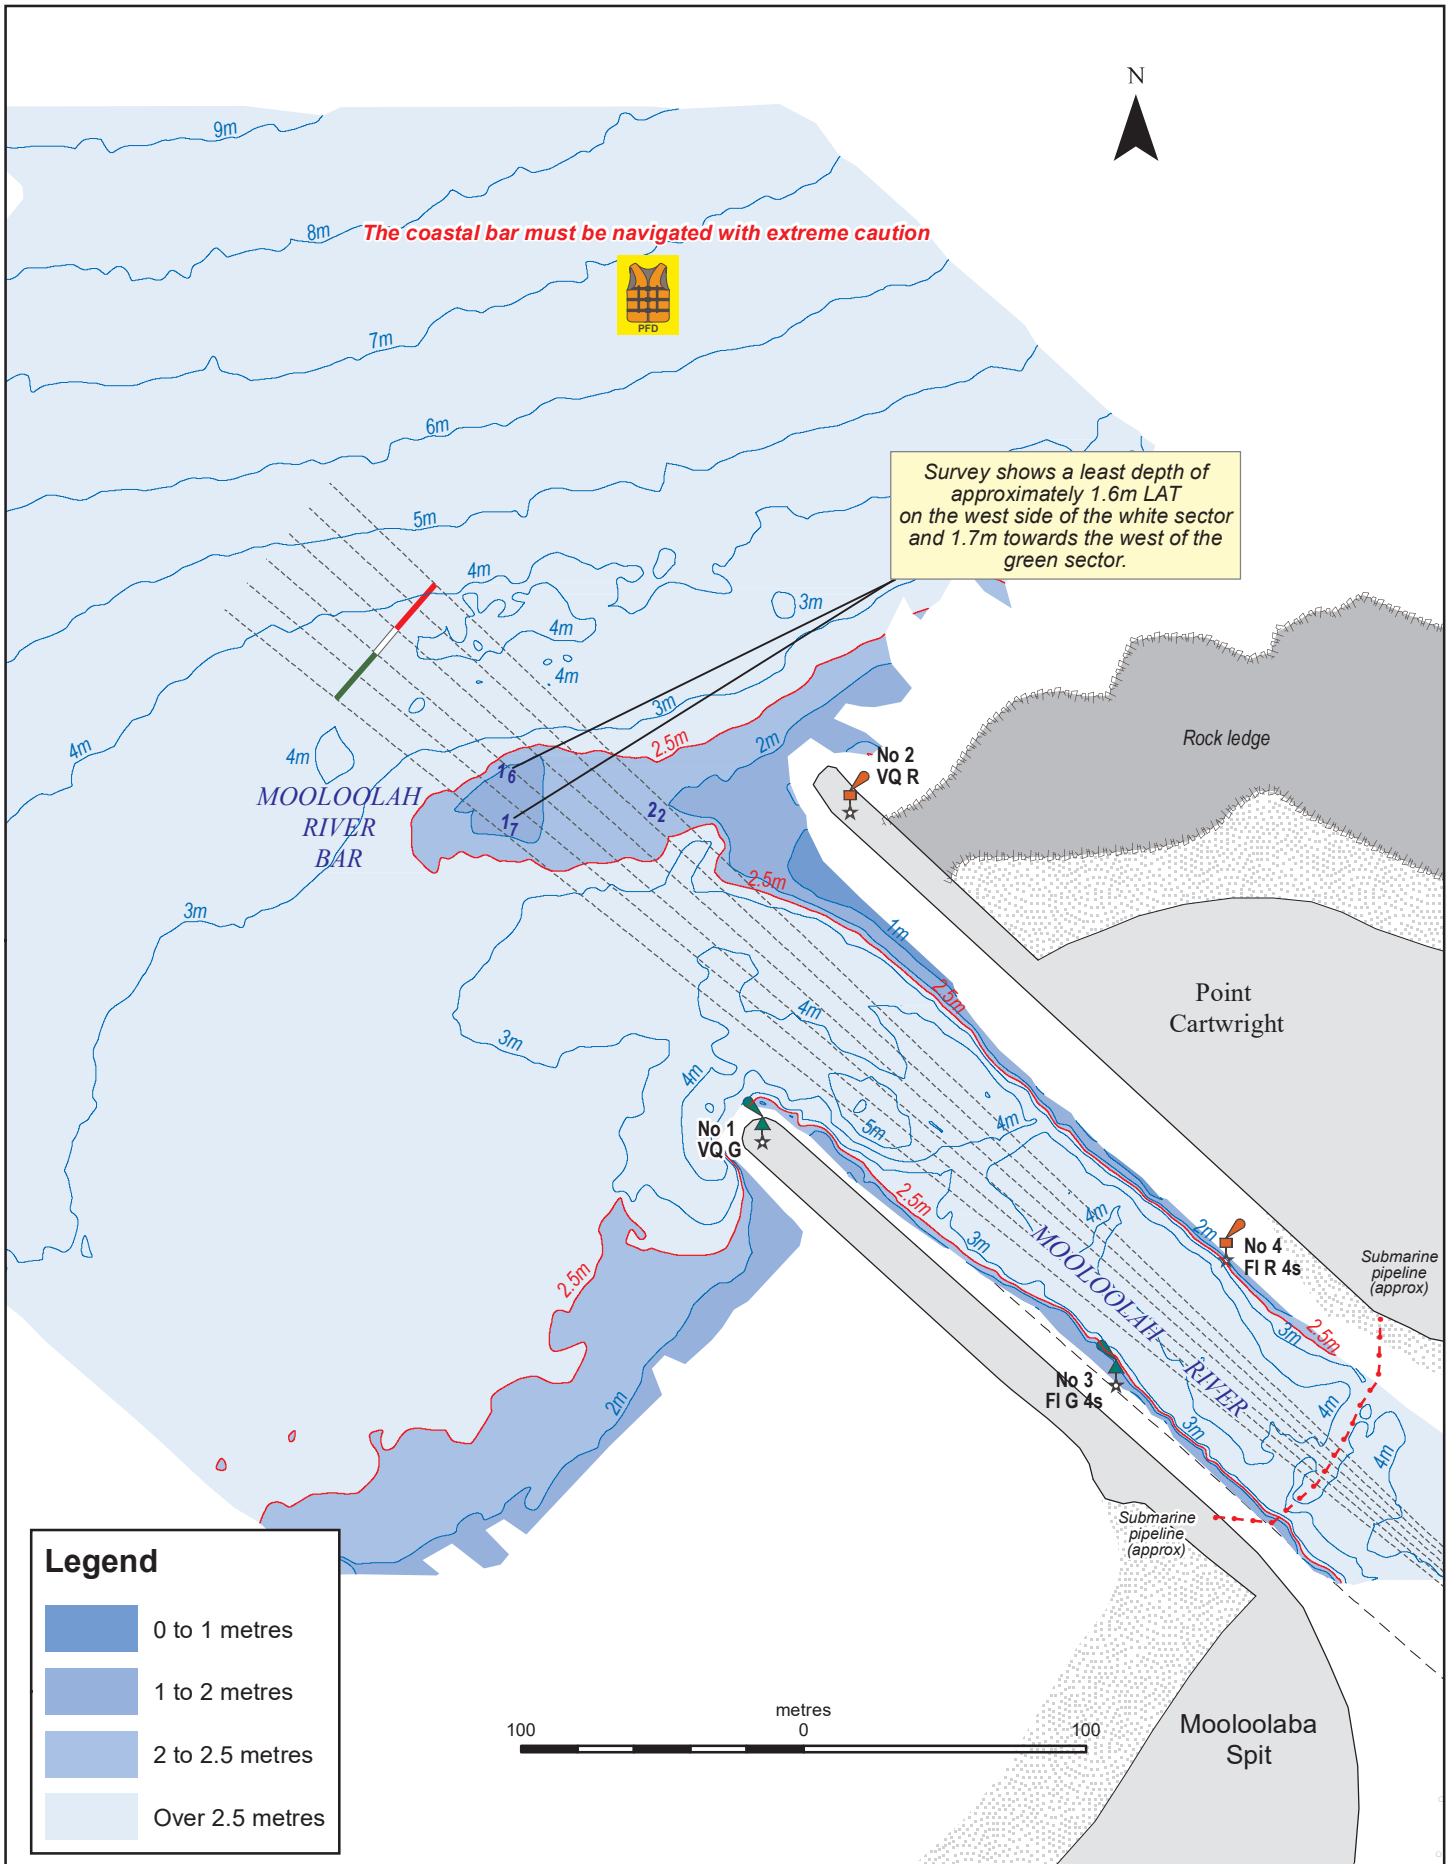 N
9m
8m
The coastal bar must be navigated with extreme caution
PFD
7m
6m
Survey shows a least depth of
approximately 1.6m LAT
on the west side of the white sector
and 1.7m towards the west of the
green sector.
5m
4m
3m
4m
4m
3m
4m
4m
2.5m
2m
Rock ledge
No 2
VQ R
1 6
1 7
2 2
MOOLOOLAH
RIVER
BAR
2.5m
3m
1m
2.5m
Point
Cartwright
4m
3m
4m
No 1
VQ G
5m
4m
2.5m
4m
3m
2m
MOOLOOLAH
RIVER
No 4
Fl R 4s
Submarine
pipeline
(approx)
2.5m
3m
2.5m
No 3
Fl G 4s
2m
3m
4m
4m
Submarine
pipeline
(approx)
Legend
0 to 1 metres
1 to 2 metres
2 to 2.5 metres
Over 2.5 metres
metres
100 0 100
Mooloolaba
Spit